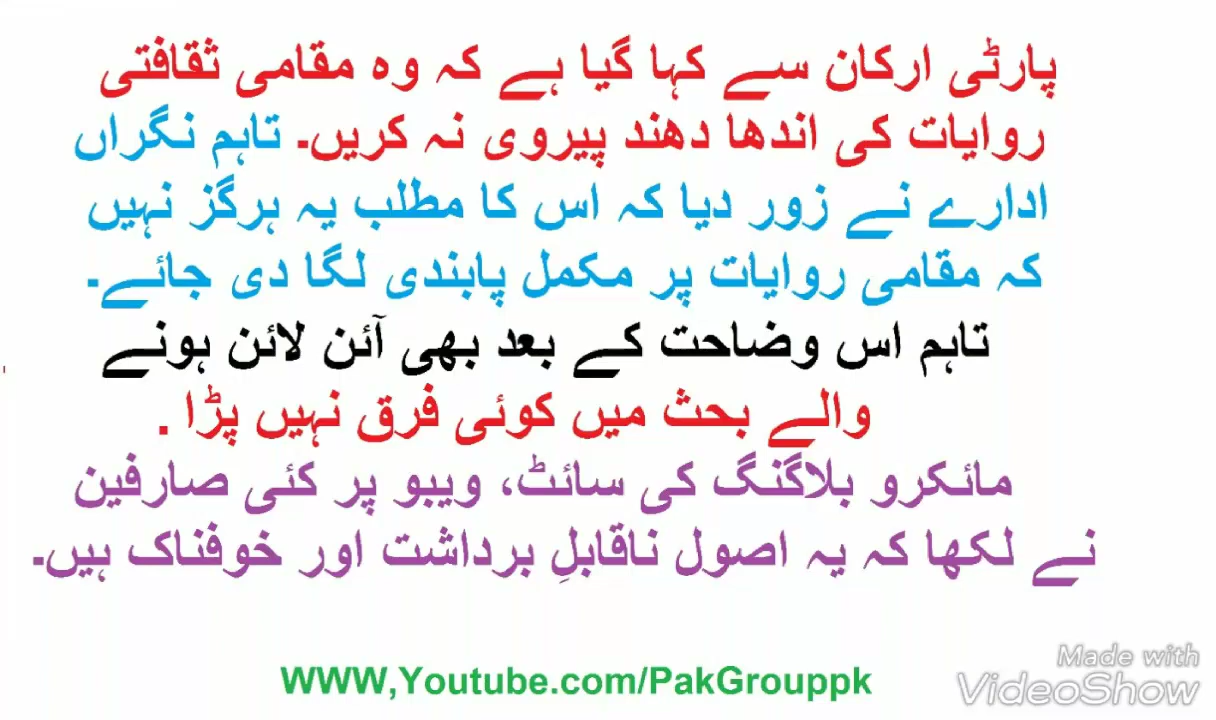 پارٹی ارکان سے کہا گیا ہے کہ وہ مقامی ثقافتی
روایات کی اندھا دھند پیروی نہ کریں۔ تاہم نگراں
ادارے نے زور دیا کہ اس کا مطلب یہ ہرگز نہیں
کہ مقامی روایات پر مکمل پابندی لگا دی جائے۔
تاہم اس وضاحت کے بعد بھی آئن لائن ہونے
والے بحث میں کوئی فرق نہیں پڑا .
مائکرو بلاگنگ کی سائٹ، ویبو پر کئی صارفین
نے لکھا کہ یہ اصول ناقابلِ برداشت اور خوفناک ہیں۔
WWW,Youtube.com/PakGrouppk
Made with
VideoShow